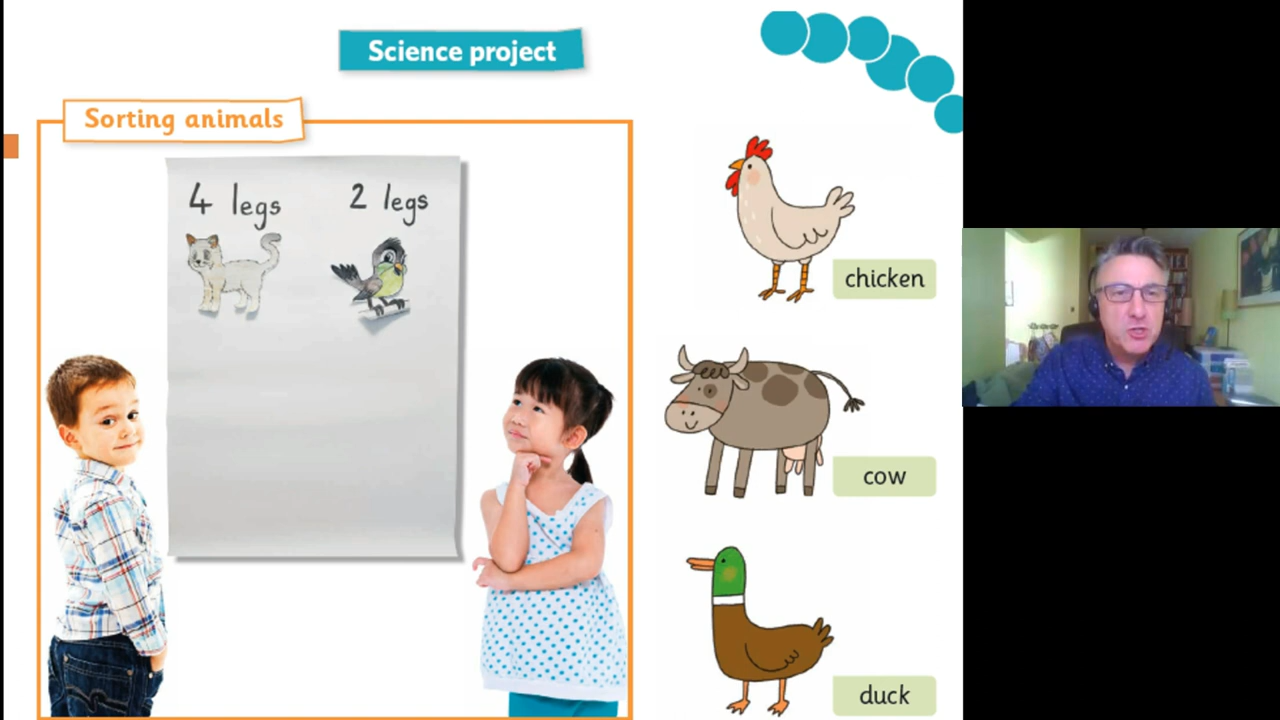 Science project
Sorting animals
4 legs
2 legs
chicken
cow
duck